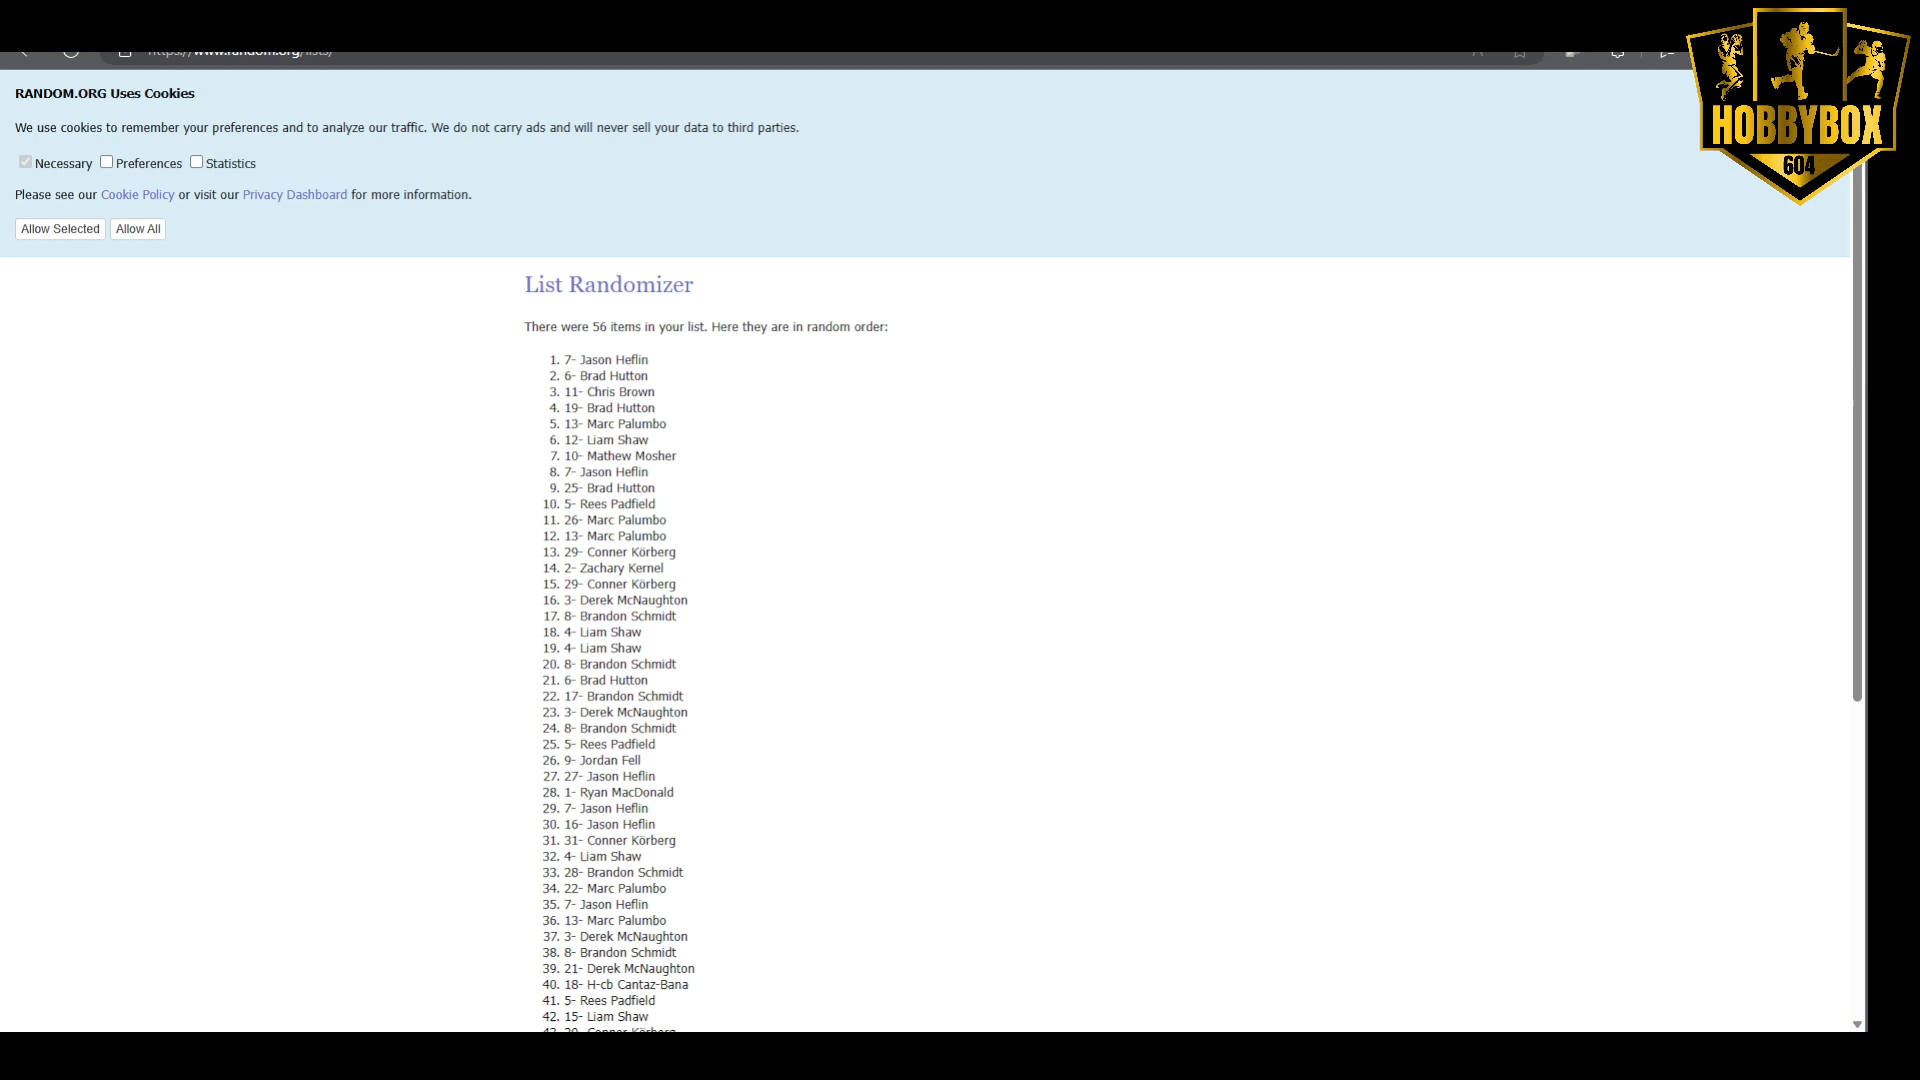 https://www.random.org/lists/
RANDOM.ORG Uses Cookies
We use cookies to remember your preferences and to analyze our traffic. We do not carry ads and will never sell your data to third parties.
Necessary Preferences Statistics
Please see our Cookie Policy or visit our Privacy Dashboard for more information.
Allow Selected Allow All
HOBBYBOX
604
List Randomizer
There were 56 items in your list. Here they are in random order:
1. 7- Jason Heflin
2. 6- Brad Hutton
3. 11- Chris Brown
4. 19- Brad Hutton
5. 13- Marc Palumbo
6. 12- Liam Shaw
7. 10- Mathew Mosher
8. 7- Jason Heflin
9. 25- Brad Hutton
10. 5- Rees Padfield
11. 26- Marc Palumbo
12. 13- Marc Palumbo
13. 29- Conner Körberg
14. 2- Zachary Kernel
15. 29- Conner Körberg
16. 3- Derek McNaughton
17. 8- Brandon Schmidt
18. 4- Liam Shaw
19. 4- Liam Shaw
20. 8- Brandon Schmidt
21. 6- Brad Hutton
22. 17- Brandon Schmidt
23. 3- Derek McNaughton
24. 8- Brandon Schmidt
25. 5- Rees Padfield
26. 9- Jordan Fell
27. 27- Jason Heflin
28. 1- Ryan MacDonald
29. 7- Jason Heflin
30. 16- Jason Heflin
31. 31- Conner Körberg
32. 4- Liam Shaw
33. 28- Brandon Schmidt
34. 22- Marc Palumbo
35. 7- Jason Heflin
36. 13- Marc Palumbo
37. 3- Derek McNaughton
38. 8- Brandon Schmidt
39. 21- Derek McNaughton
40. 18- H-cb Cantaz-Bana
41. 5- Rees Padfield
42. 15- Liam Shaw